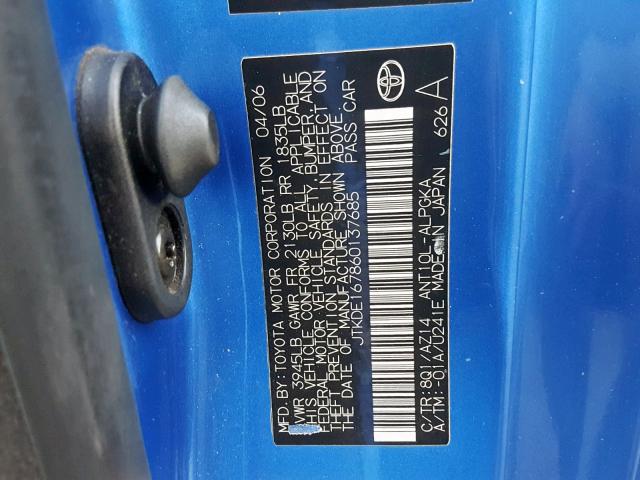 MFD. BY: TOYOTA MOTOR CORPORATION 04/06
GVWR 3945LB GAWR FR 2130LB RR 1835LB
THIS VEHICLE CONFORMS TO ALL APPLICABLE
FEDERAL MOTOR VEHICLE SAFETY, BUMPER, AND
THEFT PREVENTION STANDARDS IN EFFECT ON
THE DATE OF MANUFACTURE SHOWN ABOVE.
JTKDE167860137685 PASS CAR
C/TR: 8Q1/AZ14 ANT10L-ALPGKA
A/TM: -01A/U241E MADE IN JAPAN
626 A